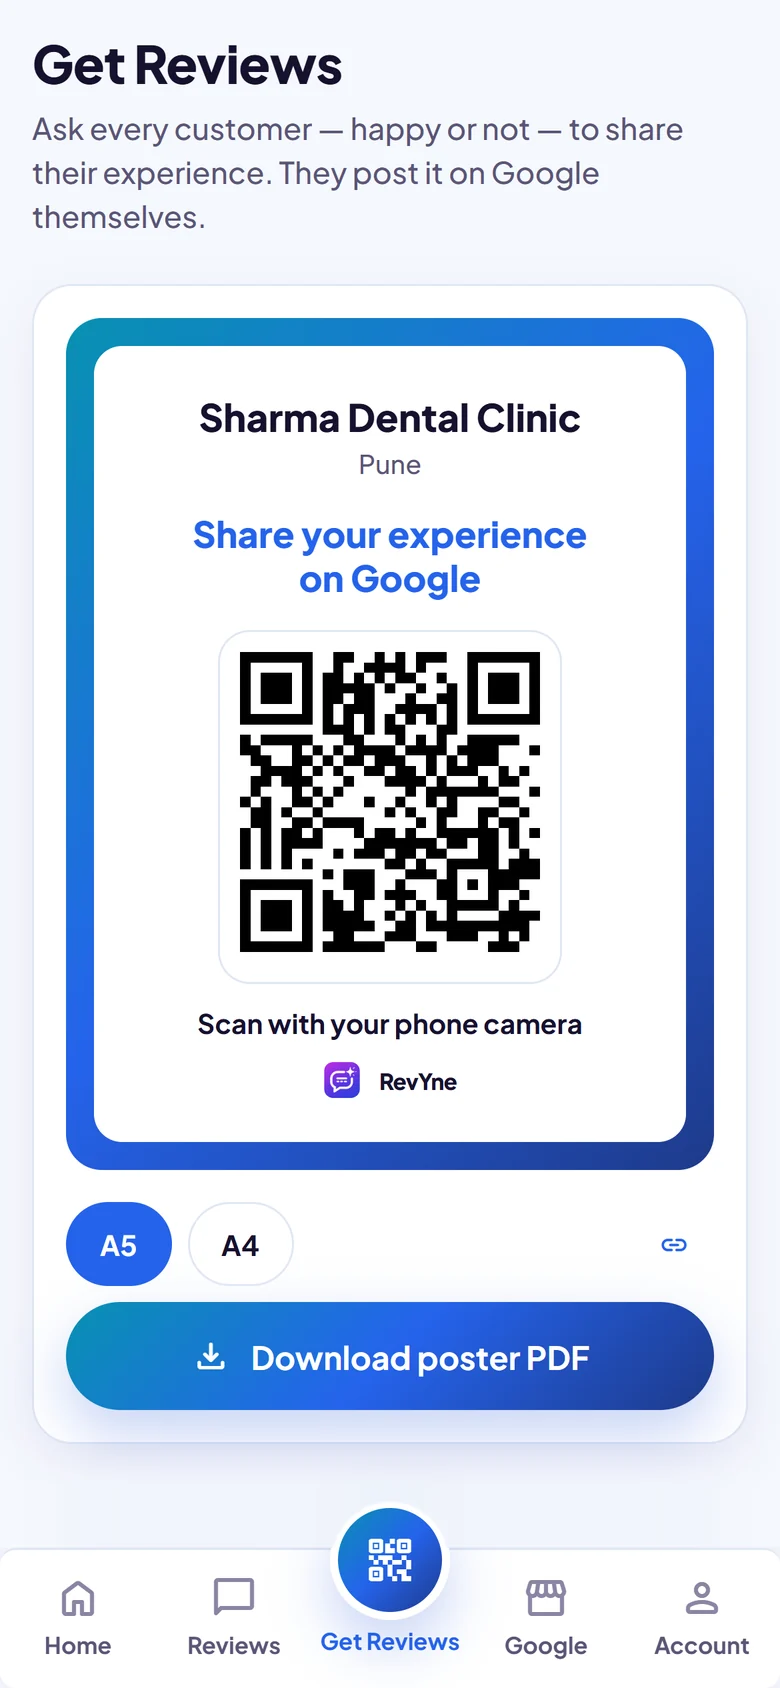 Get Reviews
Ask every customer — happy or not — to share
their experience. They post it on Google
themselves.
Sharma Dental Clinic
Pune
Share your experience
on Google
Scan with your phone camera
RevYne
A5
A4
Download poster PDF
Home
Reviews
Get Reviews
Google
Account